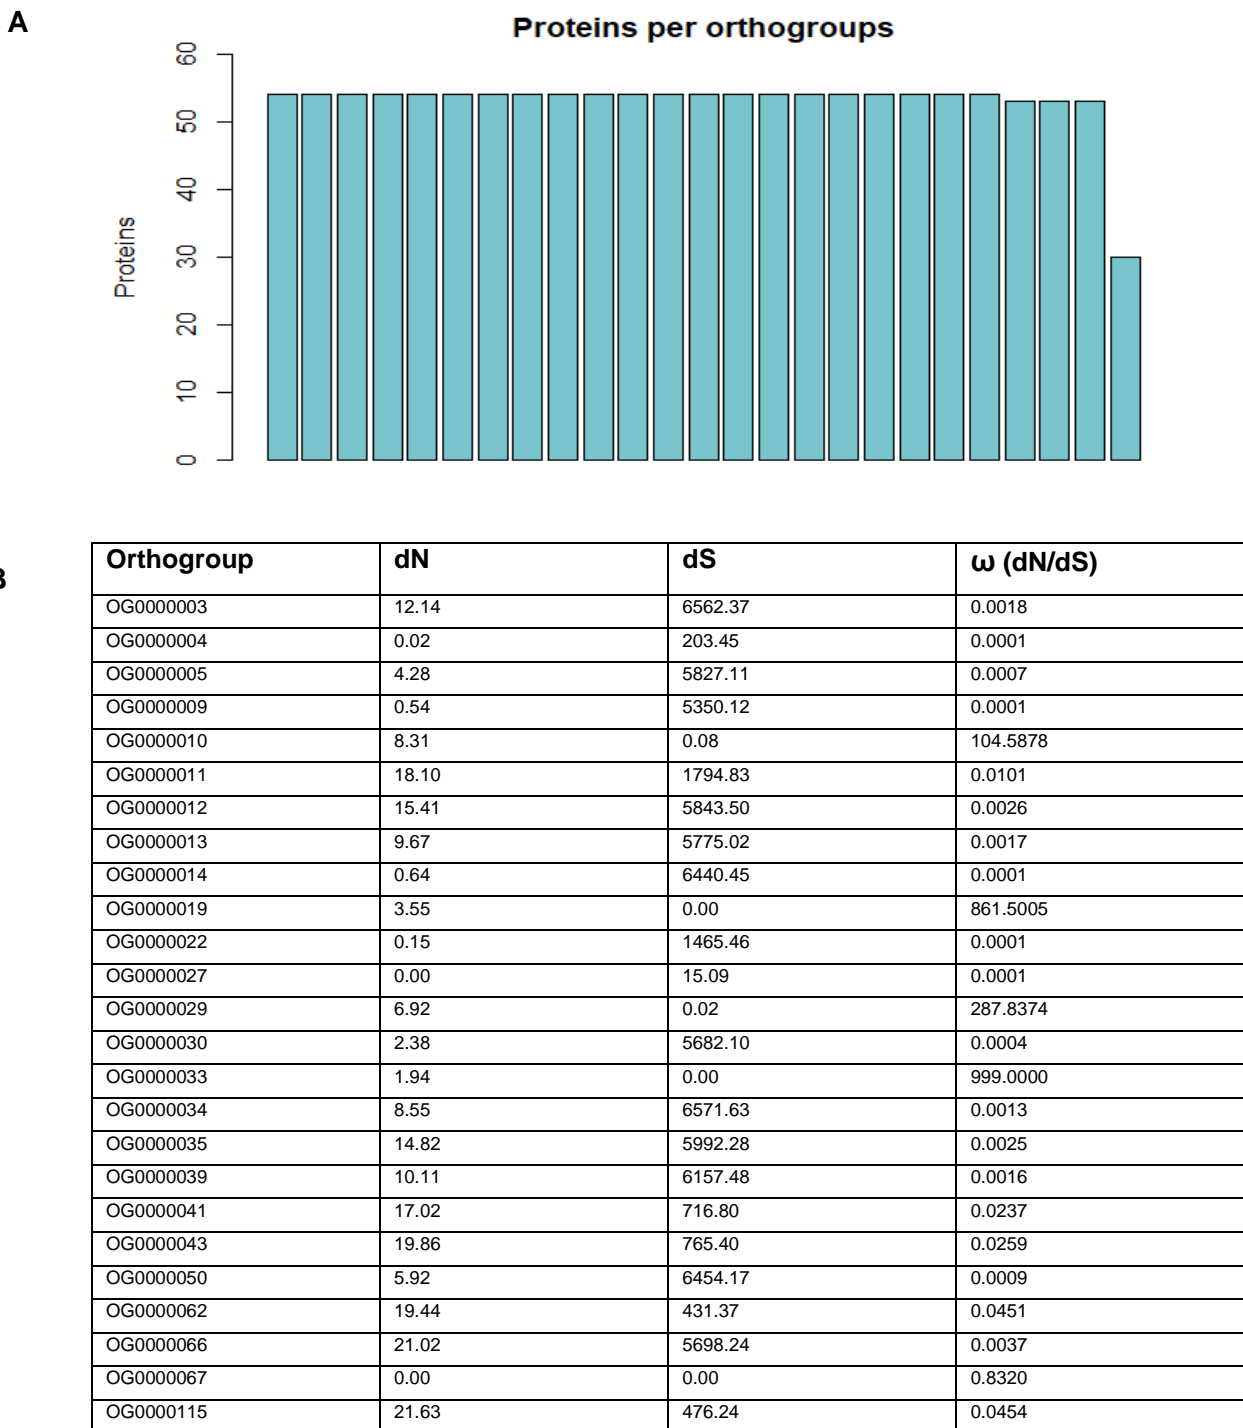 A
Proteins per orthogroups
60
50
40
30
20
10
0
Proteins
B
Orthogroup dN dS ω (dN/dS)
OG0000003 12.14 6562.37 0.0018
OG0000004 0.02 203.45 0.0001
OG0000005 4.28 5827.11 0.0007
OG0000009 0.54 5350.12 0.0001
OG0000010 8.31 0.08 104.5878
OG0000011 18.10 1794.83 0.0101
OG0000012 15.41 5843.50 0.0026
OG0000013 9.67 5775.02 0.0017
OG0000014 0.64 6440.45 0.0001
OG0000019 3.55 0.00 861.5005
OG0000022 0.15 1465.46 0.0001
OG0000027 0.00 15.09 0.0001
OG0000029 6.92 0.02 287.8374
OG0000030 2.38 5682.10 0.0004
OG0000033 1.94 0.00 999.0000
OG0000034 8.55 6571.63 0.0013
OG0000035 14.82 5992.28 0.0025
OG0000039 10.11 6157.48 0.0016
OG0000041 17.02 716.80 0.0237
OG0000043 19.86 765.40 0.0259
OG0000050 5.92 6454.17 0.0009
OG0000062 19.44 431.37 0.0451
OG0000066 21.02 5698.24 0.0037
OG0000067 0.00 0.00 0.8320
OG0000115 21.63 476.24 0.0454